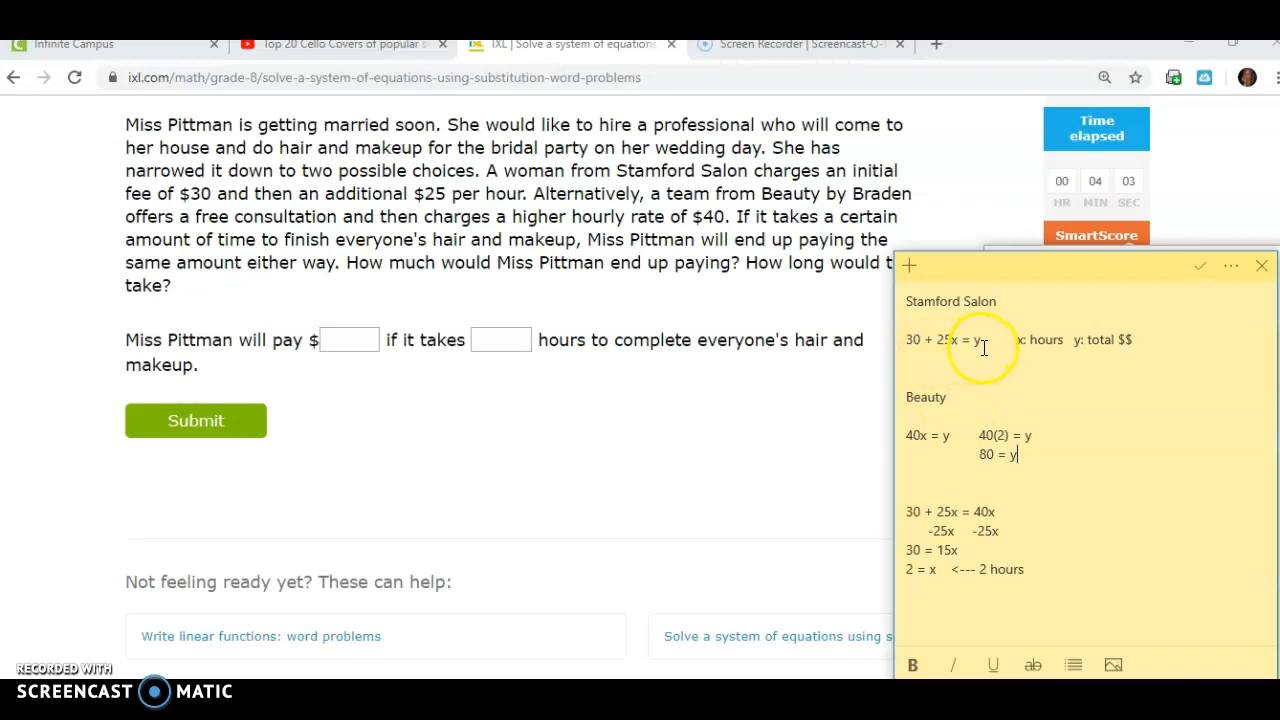 Infinite Campus
Top 20 Cello Covers of popular s
IXL | Solve a system of equations
Screen Recorder | Screencast-O-
ixl.com/math/grade-8/solve-a-system-of-equations-using-substitution-word-problems
Miss Pittman is getting married soon. She would like to hire a professional who will come to
her house and do hair and makeup for the bridal party on her wedding day. She has
narrowed it down to two possible choices. A woman from Stamford Salon charges an initial
fee of $30 and then an additional $25 per hour. Alternatively, a team from Beauty by Braden
offers a free consultation and then charges a higher hourly rate of $40. If it takes a certain
amount of time to finish everyone's hair and makeup, Miss Pittman will end up paying the
same amount either way. How much would Miss Pittman end up paying? How long would t
take?
Miss Pittman will pay $ if it takes hours to complete everyone's hair and
makeup.
Submit
Not feeling ready yet? These can help:
Write linear functions: word problems
Solve a system of equations using s
Time
elapsed
00 04 03
HR MIN SEC
SmartScore
Stamford Salon
30 + 25x = y x: hours y: total $$
Beauty
40x = y 40(2) = y
80 = y
30 + 25x = 40x
-25x -25x
30 = 15x
2 = x <--- 2 hours
B / U ab
RECORDED WITH
SCREENCAST MATIC